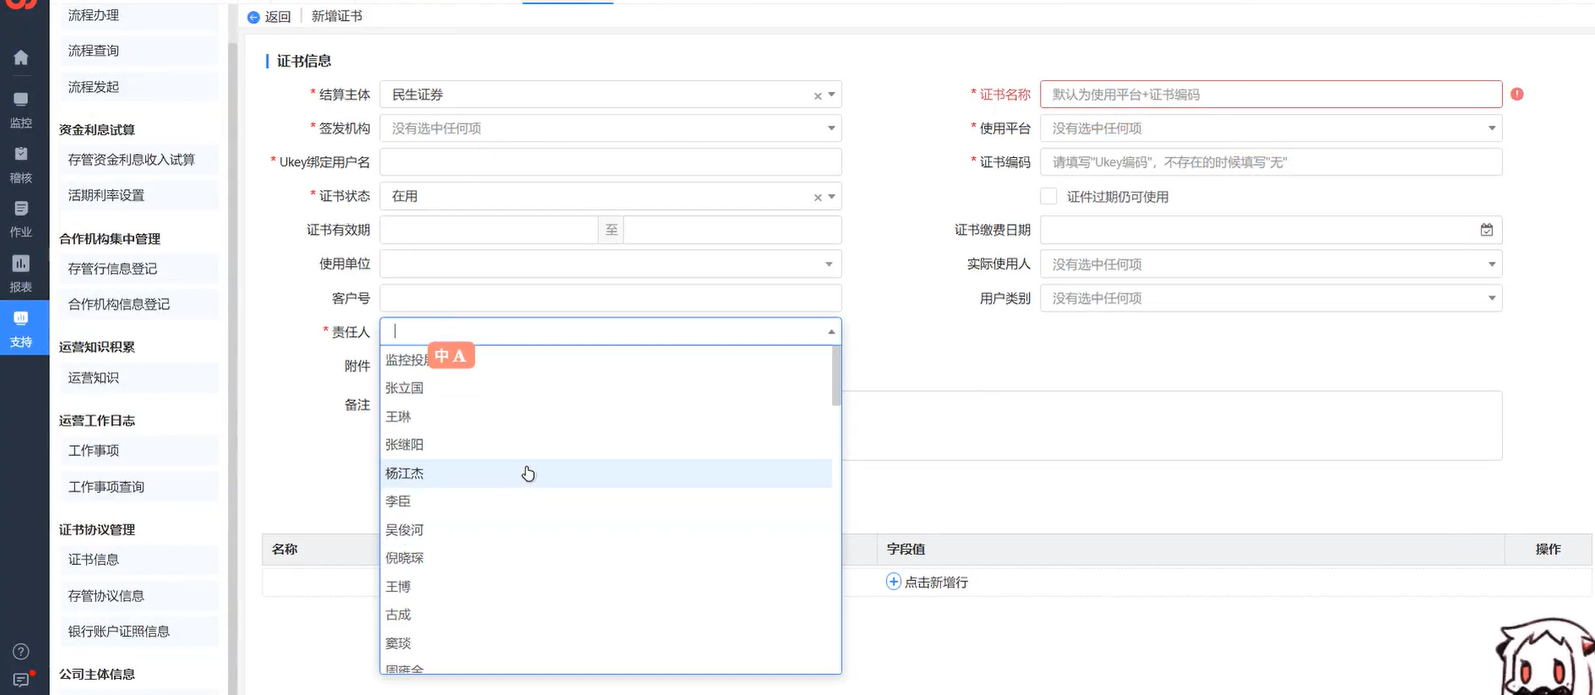 流程办理
流程查询
流程发起
资金利息试算
存管资金利息收入试算
活期利率设置
合作机构集中管理
存管行信息登记
合作机构信息登记
运营知识积累
运营知识
运营工作日志
工作事项
工作事项查询
证书协议管理
证书信息
存管协议信息
银行账户证照信息
公司主体信息
监控
稽核
作业
报表
支持
返回 新增证书
证书信息
* 结算主体 民生证券
* 证书名称 默认为使用平台+证书编码
* 签发机构 没有选中任何项
* 使用平台 没有选中任何项
* Ukey绑定用户名
* 证书编码 请填写"Ukey编码"，不存在的时候填写"无"
* 证书状态 在用
证件过期仍可使用
证书有效期 至
证书缴费日期
使用单位
实际使用人 没有选中任何项
客户号
用户类别 没有选中任何项
* 责任人
附件
备注
监控投
中 A
张立国
王琳
张继阳
杨江杰
李臣
吴俊河
倪晓琛
王博
古成
窦琰
名称 字段值 操作
点击新增行